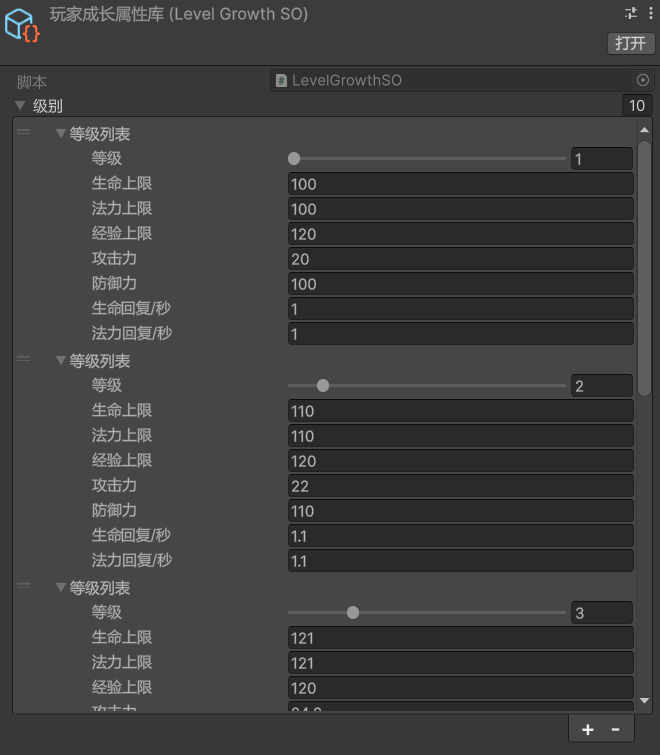 玩家成长属性库 (Level Growth SO)
打开
脚本 LevelGrowthSO
级别 10
等级列表
等级 1
生命上限 100
法力上限 100
经验上限 120
攻击力 20
防御力 100
生命回复/秒 1
法力回复/秒 1
等级列表
等级 2
生命上限 110
法力上限 110
经验上限 120
攻击力 22
防御力 110
生命回复/秒 1.1
法力回复/秒 1.1
等级列表
等级 3
生命上限 121
法力上限 121
经验上限 120
攻击力
+ -